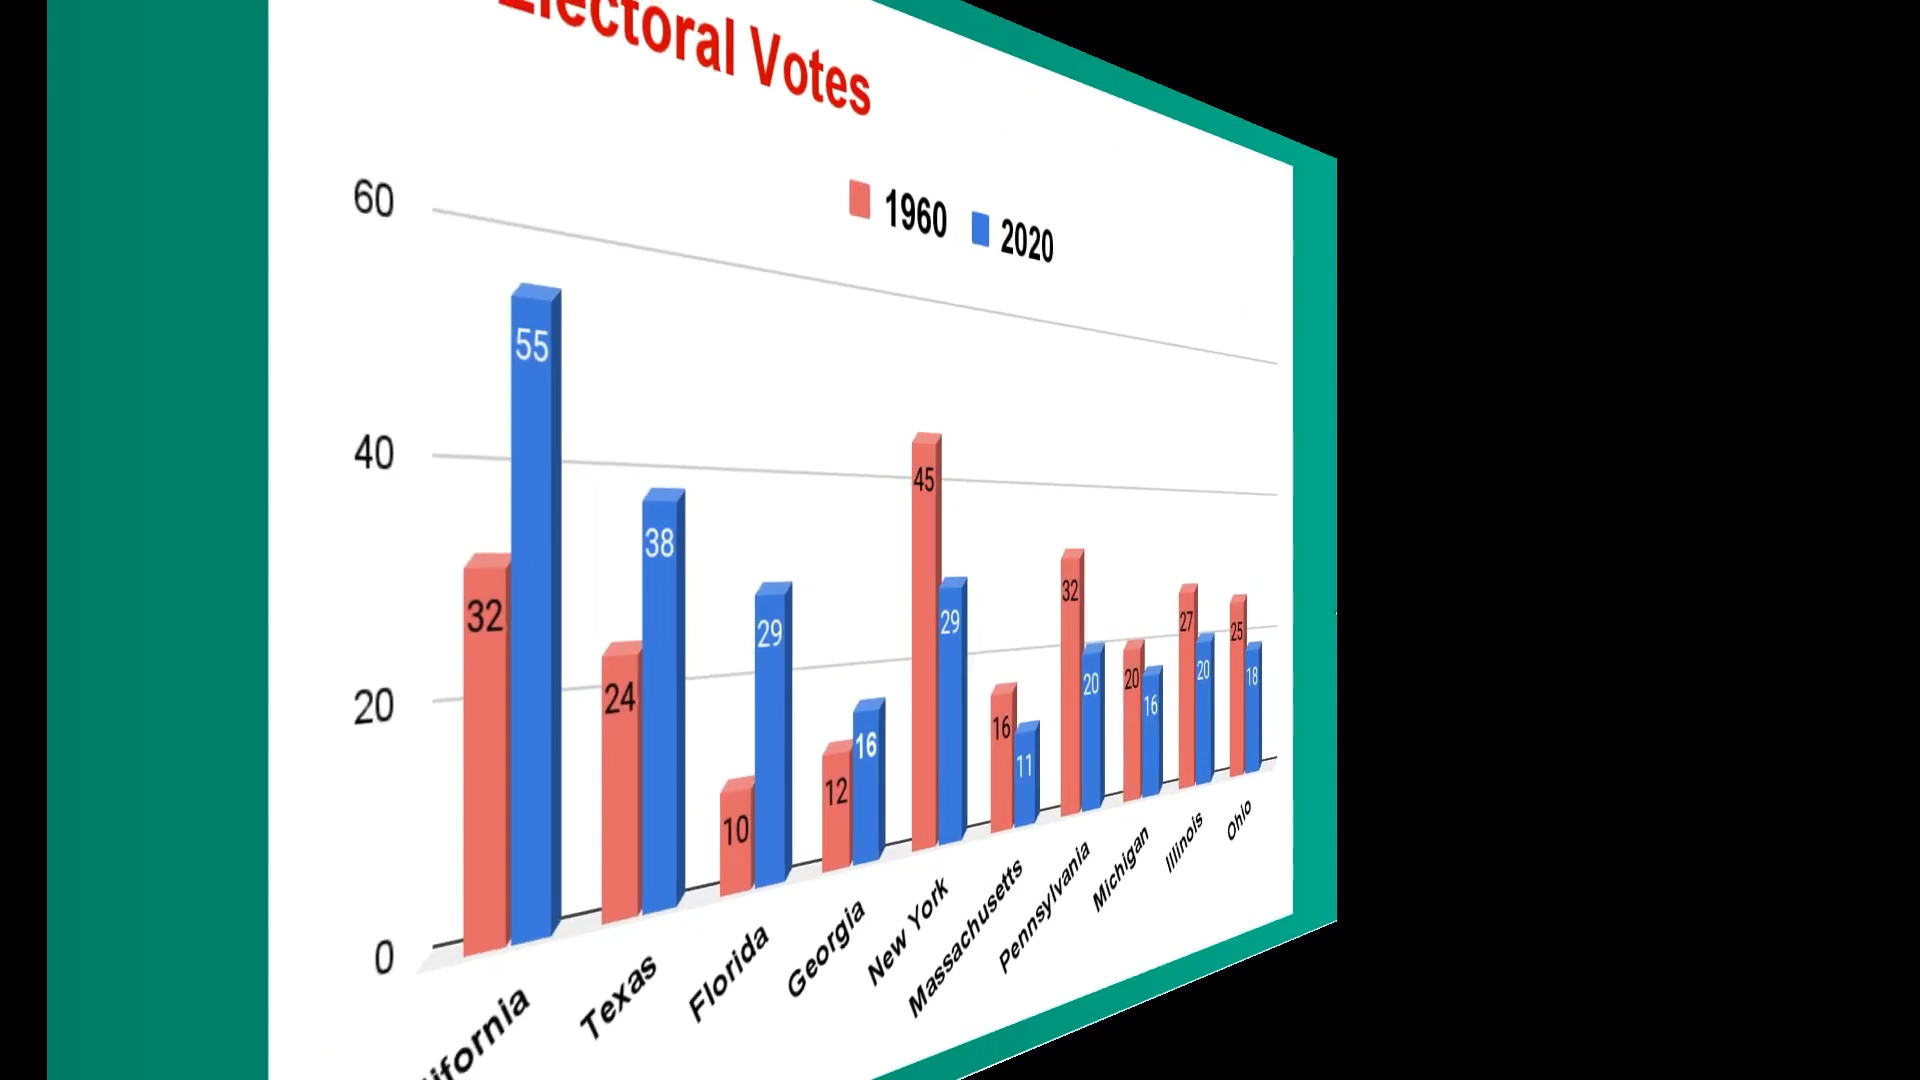 Electoral Votes
1960 2020
60
40
20
0
32 55
24 38
10 29
12 16
45 29
16 11
32 20
20 16
27 20
25 18
ifornia
Texas
Florida
Georgia
New York
Massachusetts
Pennsylvania
Michigan
Illinois
Ohio